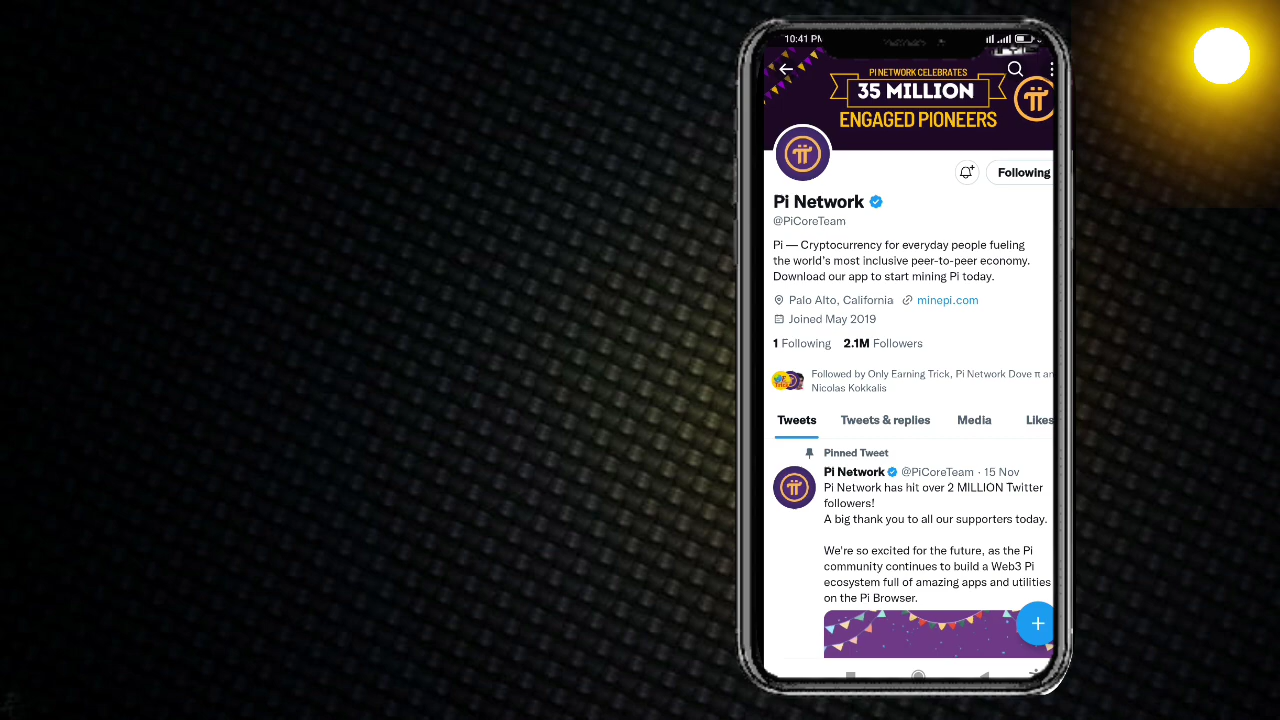 10:41 PM
PI NETWORK CELEBRATES
35 MILLION
ENGAGED PIONEERS
Following
Pi Network
@PiCoreTeam
Pi — Cryptocurrency for everyday people fueling
the world's most inclusive peer-to-peer economy.
Download our app to start mining Pi today.
Palo Alto, California minepi.com
Joined May 2019
1 Following 2.1M Followers
Followed by Only Earning Trick, Pi Network Dove π an
Nicolas Kokkalis
Tweets Tweets & replies Media Likes
Pinned Tweet
Pi Network @PiCoreTeam · 15 Nov
Pi Network has hit over 2 MILLION Twitter
followers!
A big thank you to all our supporters today.
We're so excited for the future, as the Pi
community continues to build a Web3 Pi
ecosystem full of amazing apps and utilities
on the Pi Browser.